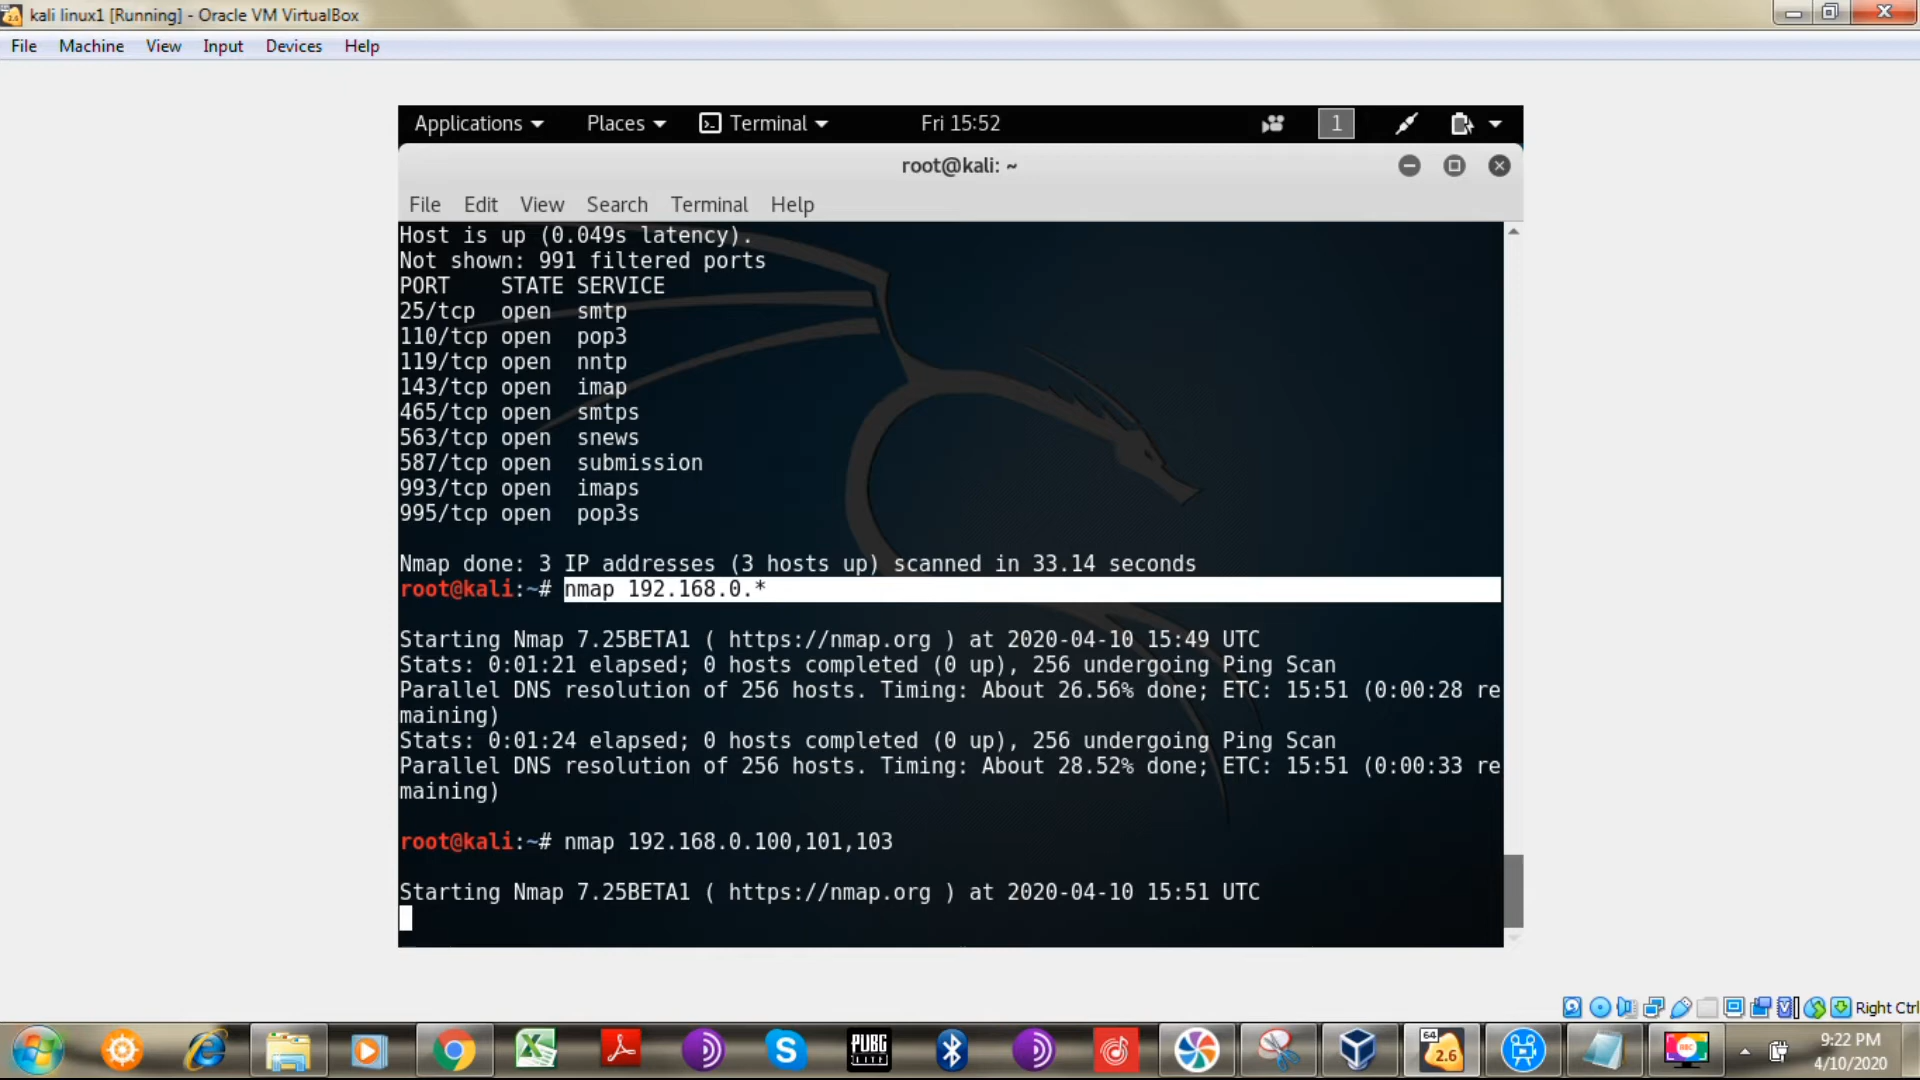 kali linux1 [Running] - Oracle VM VirtualBox
File Machine View Input Devices Help
Applications Places Terminal Fri 15:52 1
root@kali: ~
File Edit View Search Terminal Help
Host is up (0.049s latency).
Not shown: 991 filtered ports
PORT STATE SERVICE
25/tcp open smtp
110/tcp open pop3
119/tcp open nntp
143/tcp open imap
465/tcp open smtps
563/tcp open snews
587/tcp open submission
993/tcp open imaps
995/tcp open pop3s
Nmap done: 3 IP addresses (3 hosts up) scanned in 33.14 seconds
root@kali:~# nmap 192.168.0.*
Starting Nmap 7.25BETA1 ( https://nmap.org ) at 2020-04-10 15:49 UTC
Stats: 0:01:21 elapsed; 0 hosts completed (0 up), 256 undergoing Ping Scan
Parallel DNS resolution of 256 hosts. Timing: About 26.56% done; ETC: 15:51 (0:00:28 re
maining)
Stats: 0:01:24 elapsed; 0 hosts completed (0 up), 256 undergoing Ping Scan
Parallel DNS resolution of 256 hosts. Timing: About 28.52% done; ETC: 15:51 (0:00:33 re
maining)
root@kali:~# nmap 192.168.0.100,101,103
Starting Nmap 7.25BETA1 ( https://nmap.org ) at 2020-04-10 15:51 UTC
Right Ctrl
PUBG
LITE
64
2.6
9:22 PM
4/10/2020